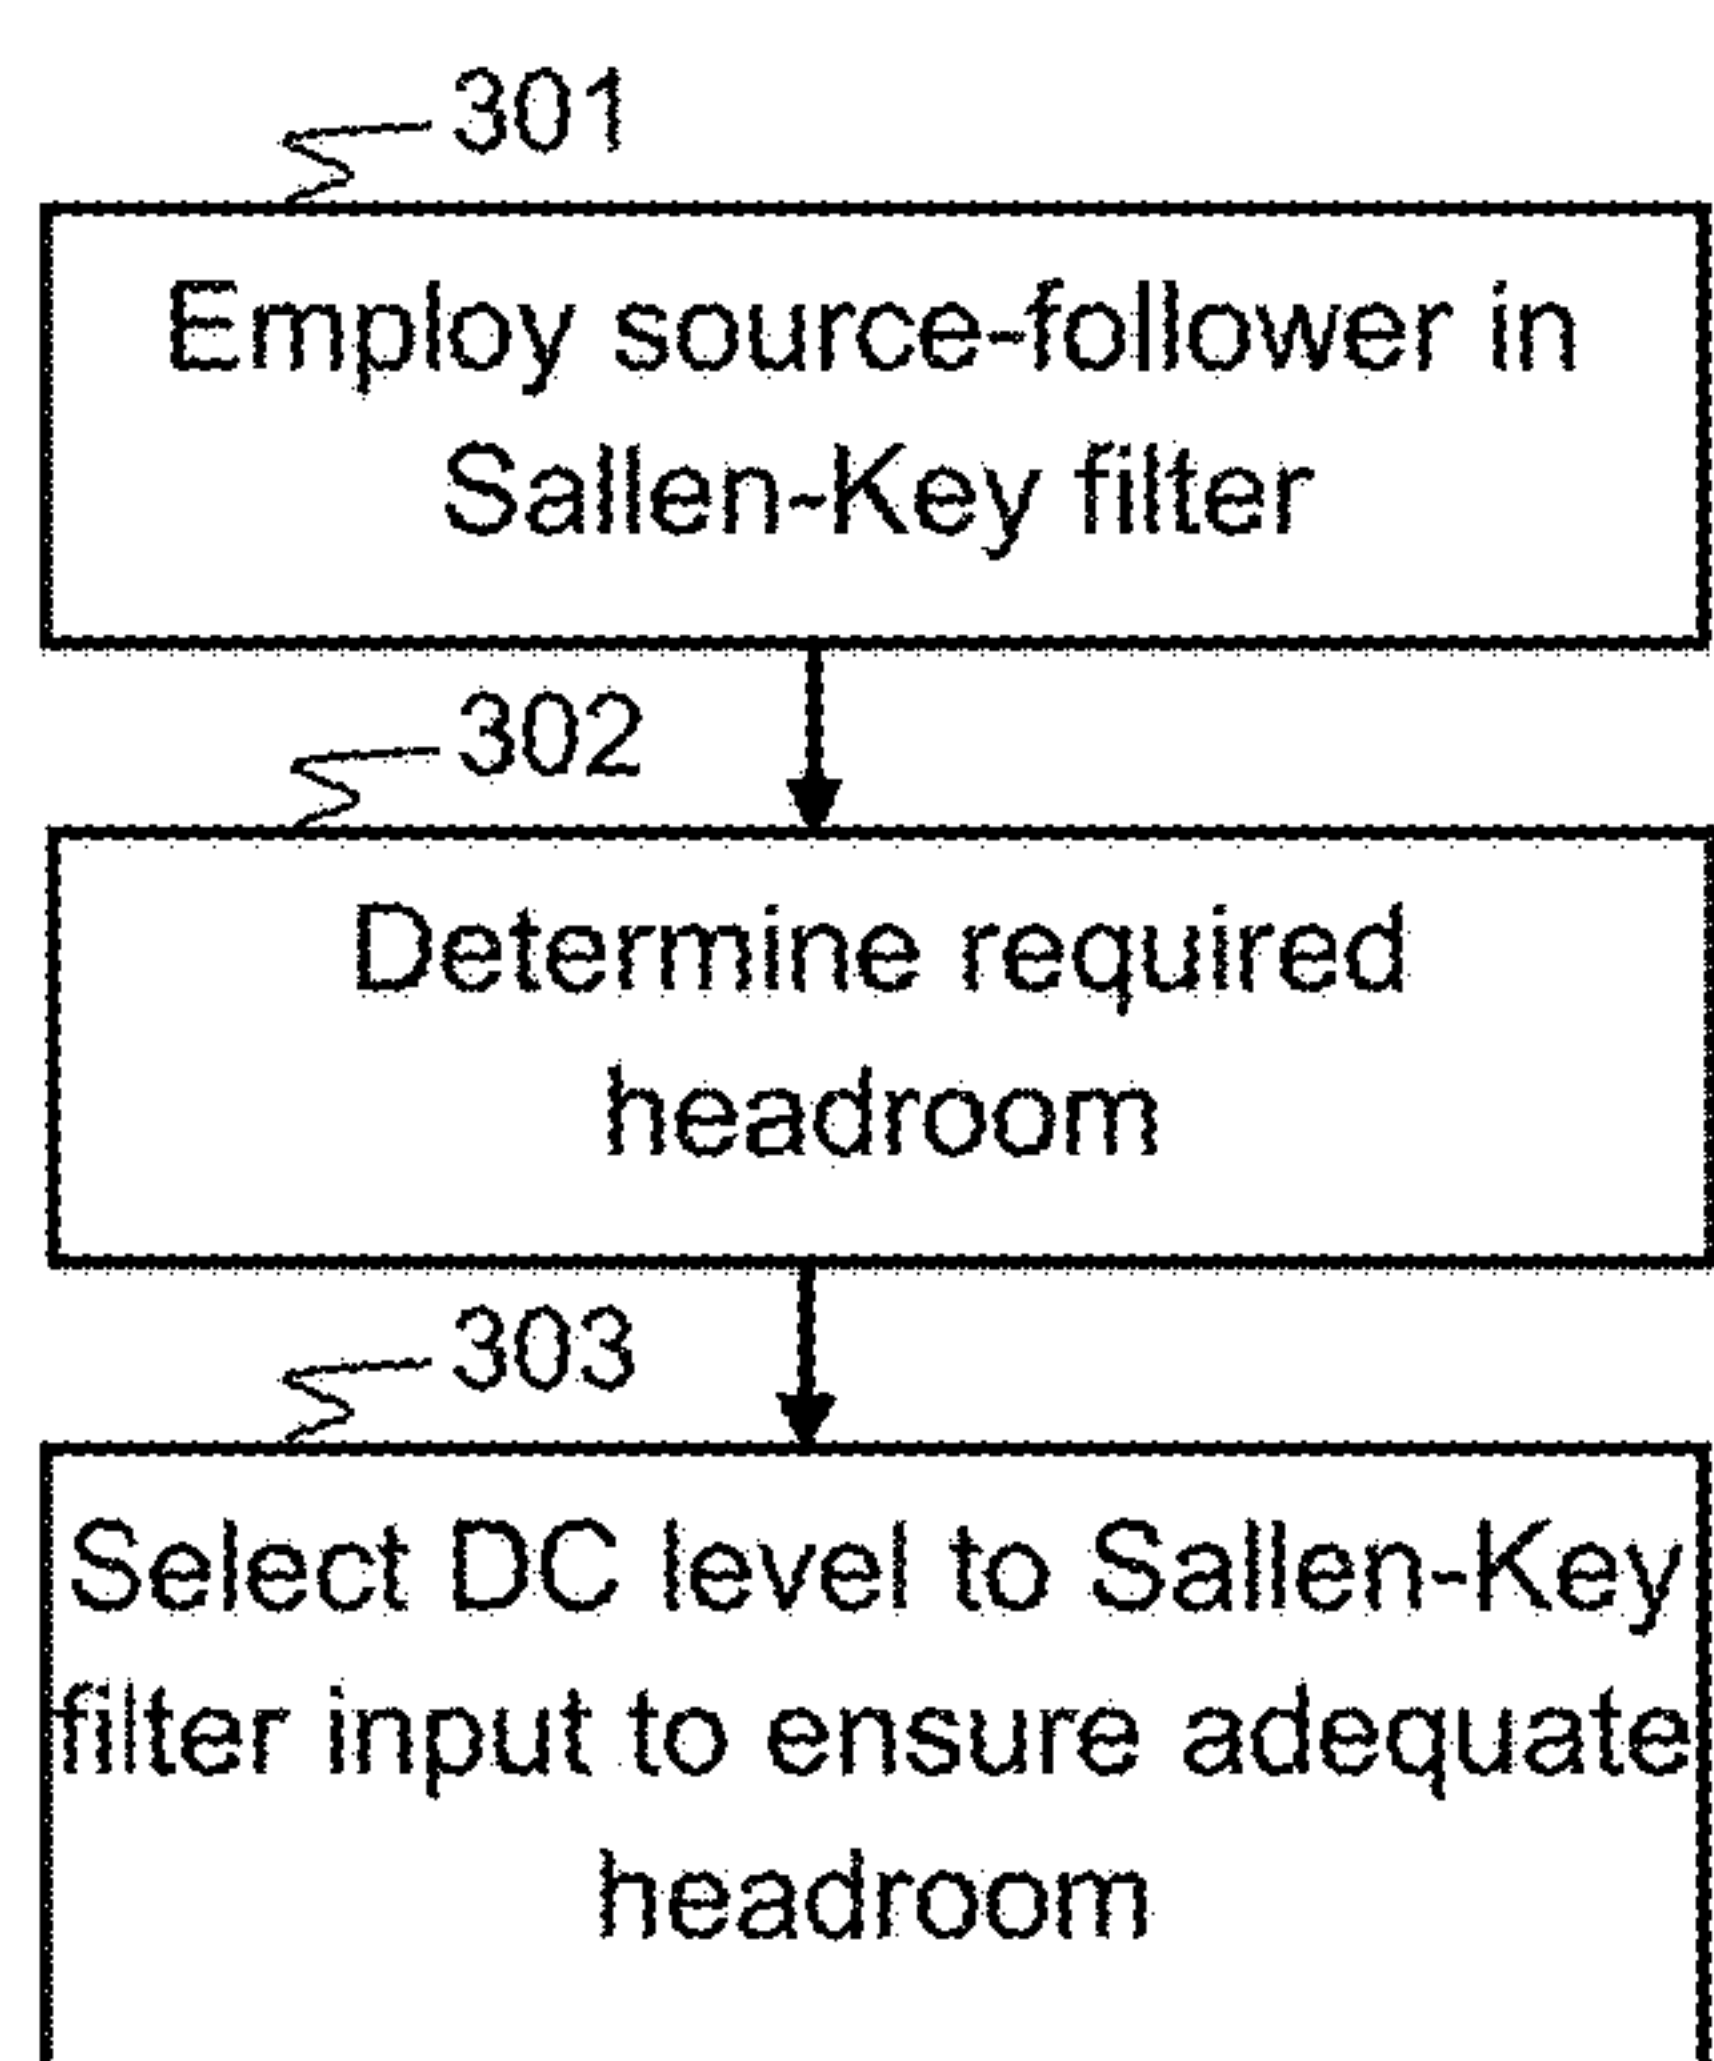 301
Employ source-follower in
Sallen-Key filter
302
Determine required
headroom
303
Select DC level to Sallen-Key
filter input to ensure adequate
headroom